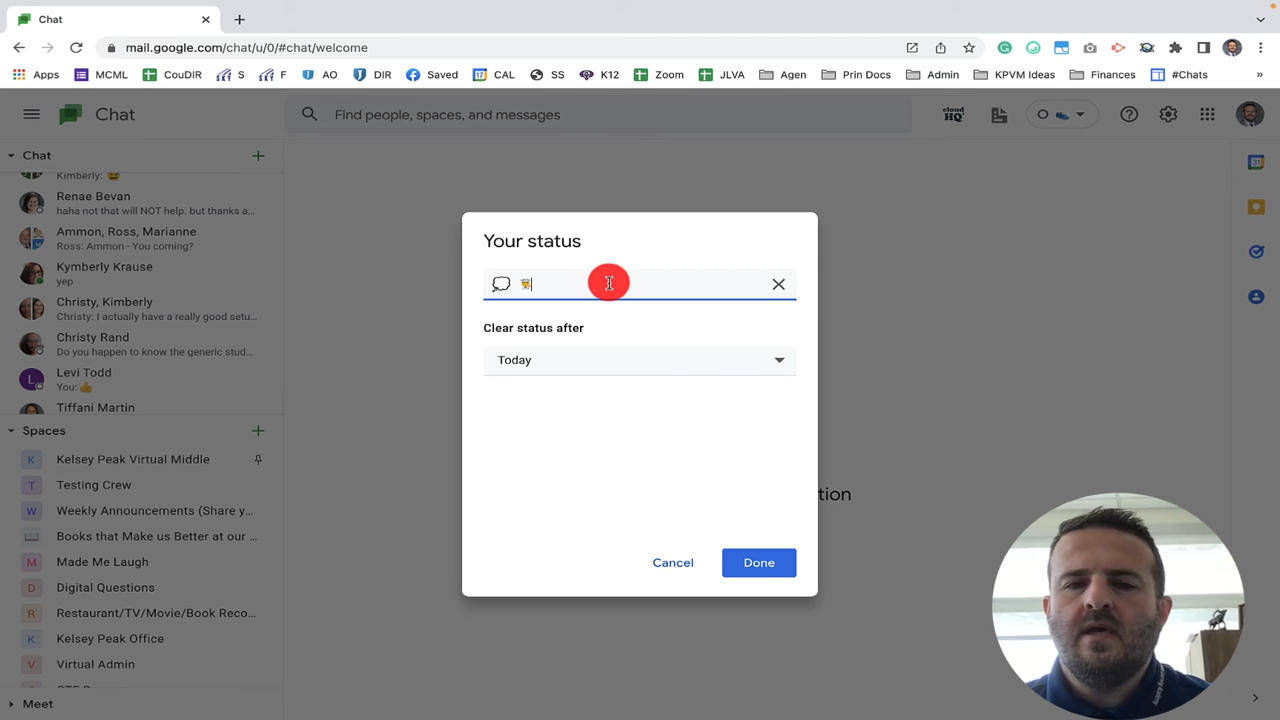 Chat
mail.google.com/chat/u/0/#chat/welcome
Apps MCML CouDIR S F AO DIR Saved CAL SS K12 Zoom JLVA Agen Prin Docs Admin KPVM Ideas Finances #Chats »
Chat
Find people, spaces, and messages
cloud
HQ
Chat
Kimberly: 😄
Renae Bevan
haha not that will NOT help. but thanks a...
Ammon, Ross, Marianne
Ross: Ammon - You coming?
Kymberly Krause
yep
Christy, Kimberly
Christy: I actually have a really good setu...
Christy Rand
Do you happen to know the generic stud...
L
Levi Todd
You: 👍
Tiffani Martin
Spaces
K Kelsey Peak Virtual Middle
T Testing Crew
W Weekly Announcements (Share y...
Books that Make us Better at our ...
M Made Me Laugh
D Digital Questions
R Restaurant/TV/Movie/Book Reco...
K Kelsey Peak Office
V Virtual Admin
Meet
Your status
Clear status after
Today
Cancel
Done
tion
31